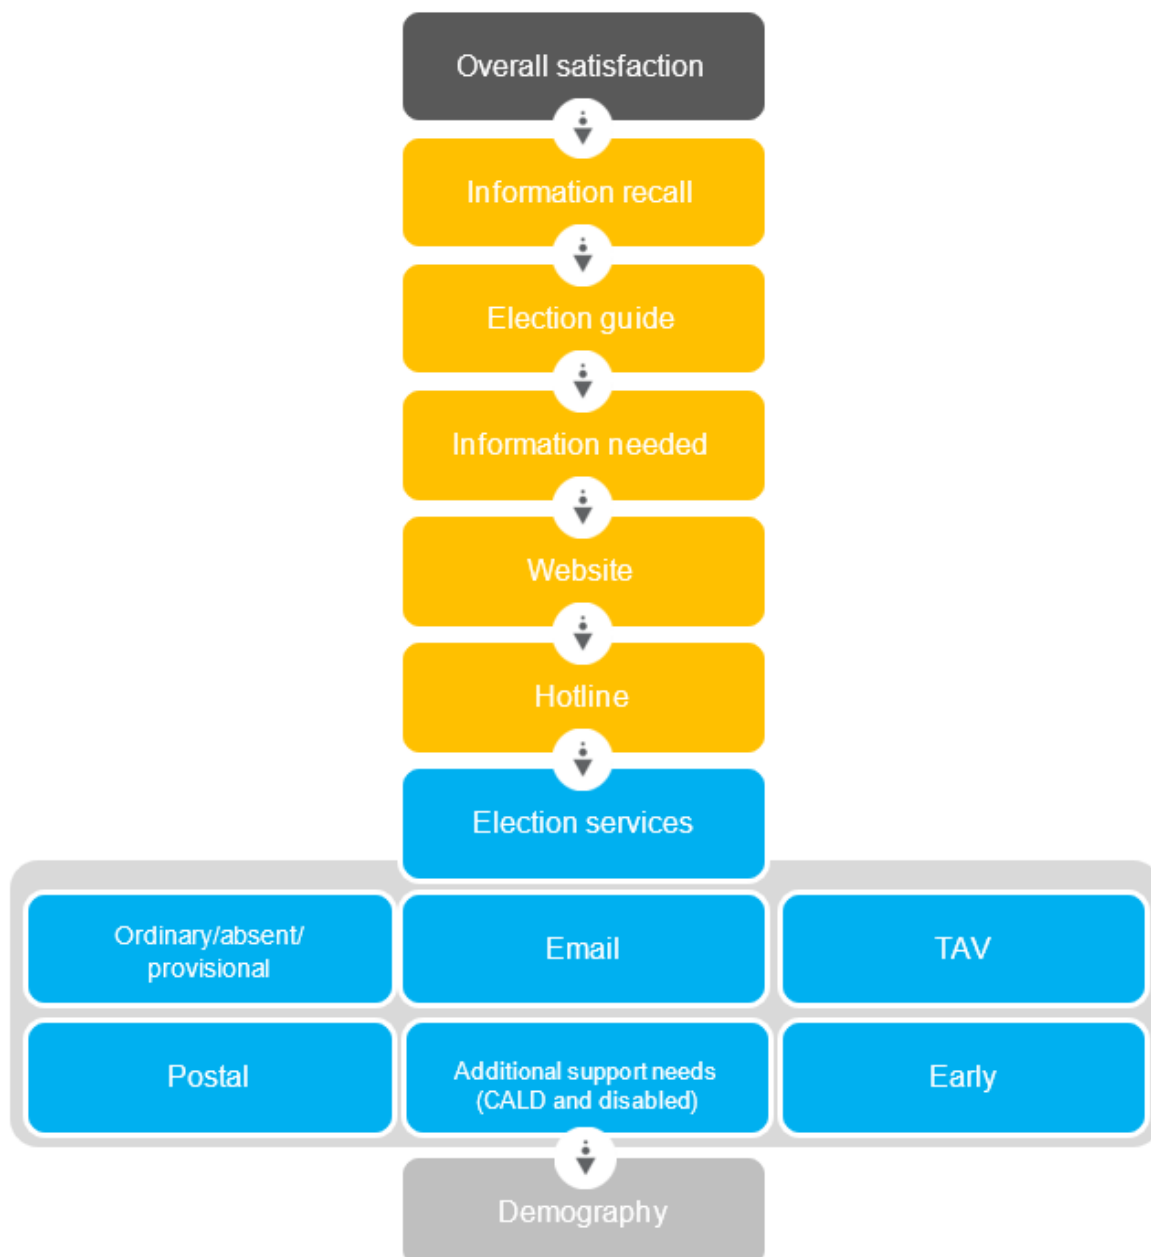 Overall satisfaction
Information recall
Election guide
Information needed
Website
Hotline
Election services
Ordinary/absent/
provisional
Email
TAV
Postal
Additional support needs
(CALD and disabled)
Early
Demography